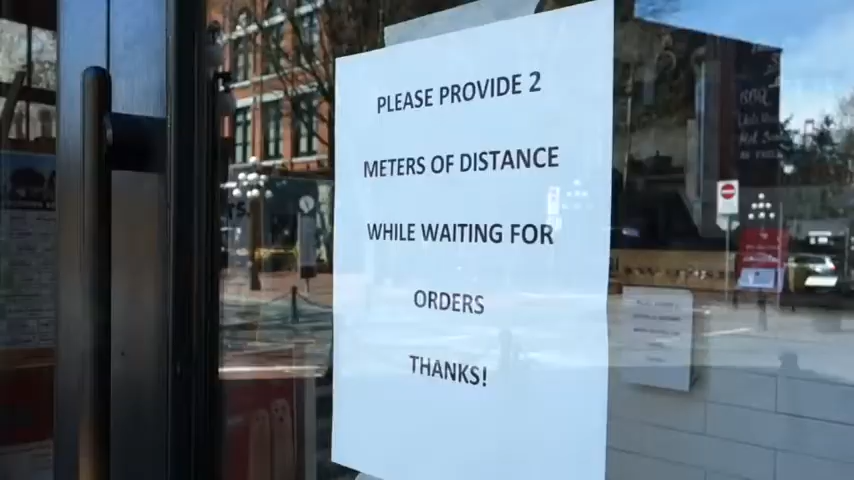 PLEASE PROVIDE 2
METERS OF DISTANCE
WHILE WAITING FOR
ORDERS
THANKS!